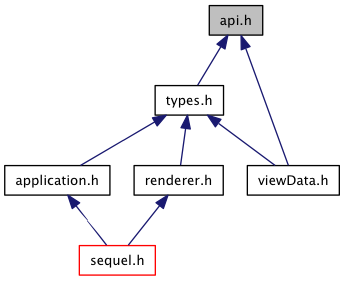 api.h
types.h
application.h
renderer.h
viewData.h
sequel.h